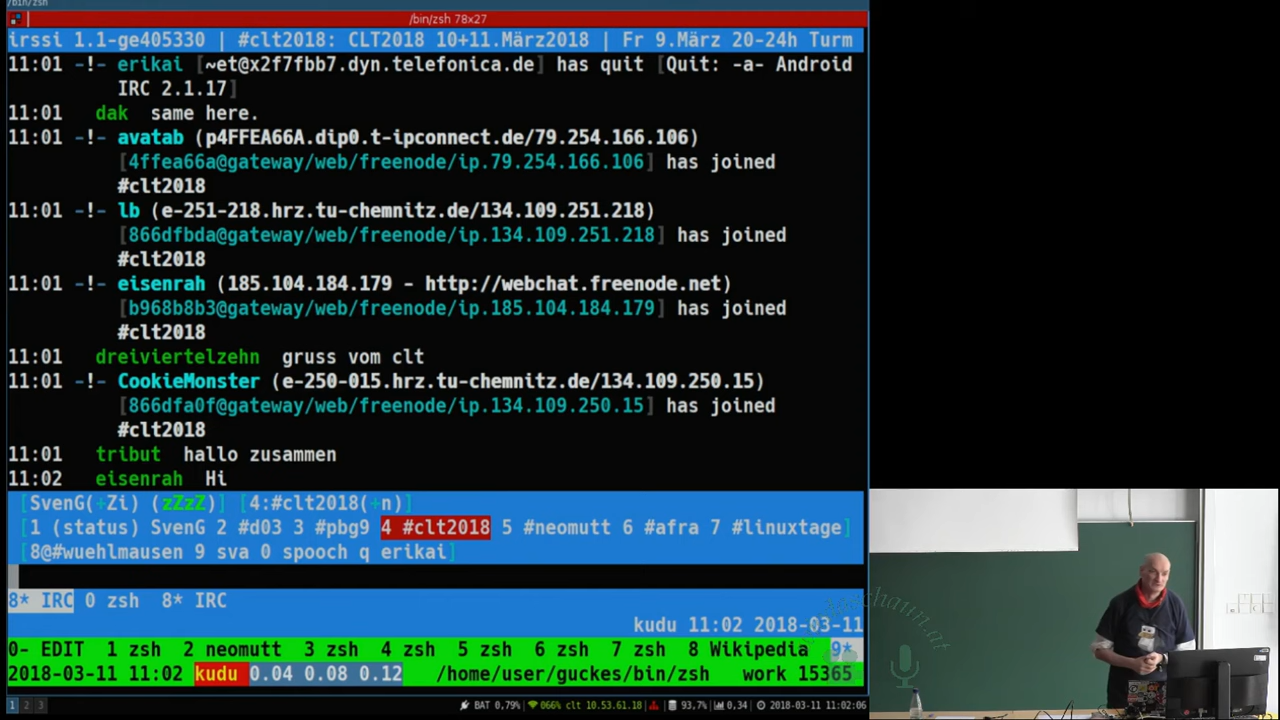 /bin/zsh
/bin/zsh 78x27
irssi 1.1-ge405330 | #clt2018: CLT2018 10+11.März2018 | Fr 9.März 20-24h Turm
11:01 -!- erikai [~et@x2f7fbb7.dyn.telefonica.de] has quit [Quit: -a- Android
IRC 2.1.17]
11:01 dak same here.
11:01 -!- avatab (p4FFEA66A.dip0.t-ipconnect.de/79.254.166.106)
[4ffea66a@gateway/web/freenode/ip.79.254.166.106] has joined
#clt2018
11:01 -!- lb (e-251-218.hrz.tu-chemnitz.de/134.109.251.218)
[866dfbda@gateway/web/freenode/ip.134.109.251.218] has joined
#clt2018
11:01 -!- eisenrah (185.104.184.179 - http://webchat.freenode.net)
[b968b8b3@gateway/web/freenode/ip.185.104.184.179] has joined
#clt2018
11:01 dreiviertelzehn gruss vom clt
11:01 -!- CookieMonster (e-250-015.hrz.tu-chemnitz.de/134.109.250.15)
[866dfa0f@gateway/web/freenode/ip.134.109.250.15] has joined
#clt2018
11:01 tribut hallo zusammen
11:02 eisenrah Hi
[SvenG(+Zi) (zZzZ)] [4:#clt2018(+n)]
[1 (status) SvenG 2 #d03 3 #pbg9 4 #clt2018 5 #neomutt 6 #afra 7 #linuxtage]
[8@#wuehlmausen 9 sva 0 spooch q erikai]
8* IRC 0 zsh 8* IRC
kudu 11:02 2018-03-11
0- EDIT 1 zsh 2 neomutt 3 zsh 4 zsh 5 zsh 6 zsh 7 zsh 8 Wikipedia 9*
2018-03-11 11:02 kudu 0.04 0.08 0.12 /home/user/guckes/bin/zsh work 15365
1 2 3 BAT 0,79% 066% clt 10.53.61.18 93,7% 0,34 2018-03-11 11:02:06